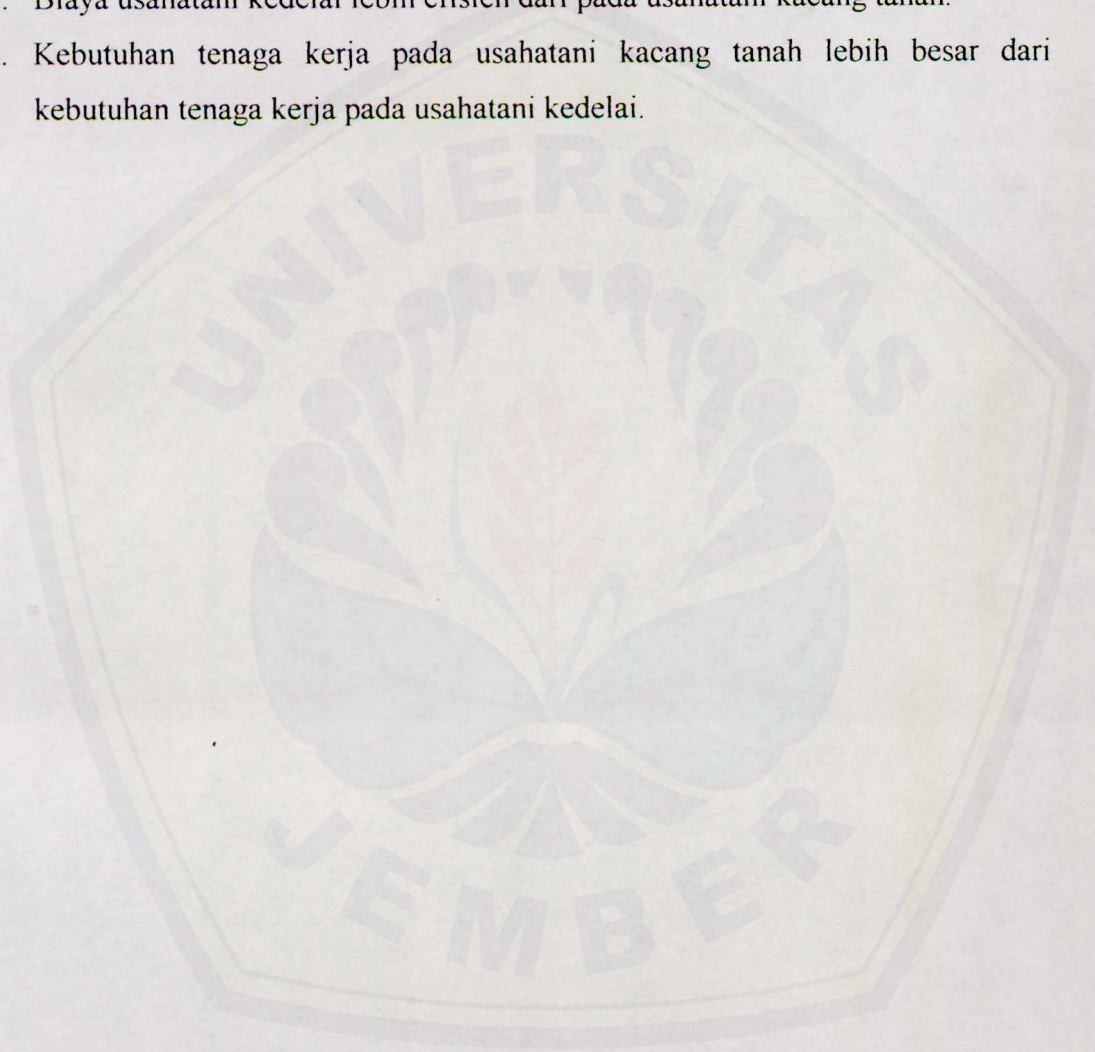 . Biaya usahatani kedelai lebih efisien dari pada usahatani kacang tanah.
. Kebutuhan tenaga kerja pada usahatani kacang tanah lebih besar dari
kebutuhan tenaga kerja pada usahatani kedelai.
UNIVERSITAS
JEMBER